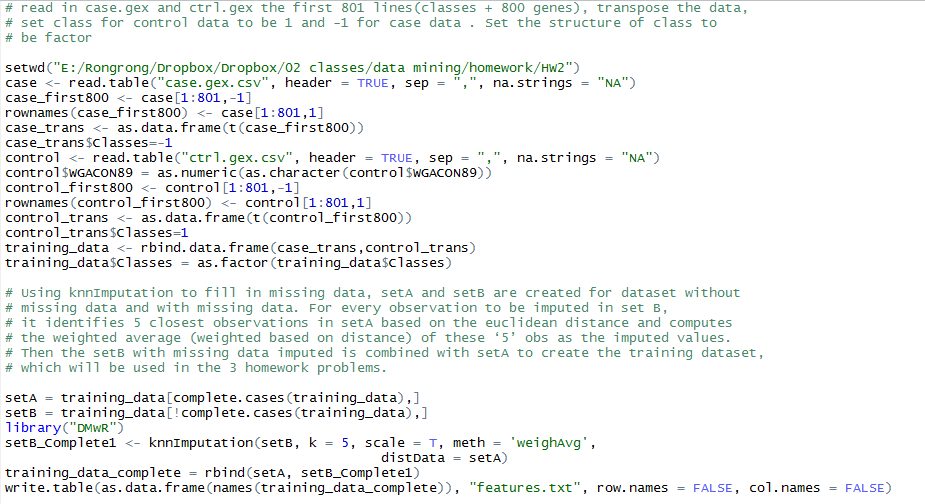 # read in case.gex and ctrl.gex the first 801 lines(classes + 800 genes), transpose the data,
# set class for control data to be 1 and -1 for case data . Set the structure of class to
# be factor
setwd("E:/Rongrong/Dropbox/Dropbox/02 classes/data mining/homework/HW2")
case <- read.table("case.gex.csv", header = TRUE, sep = ",", na.strings = "NA")
case_first800 <- case[1:801,-1]
rownames(case_first800) <- case[1:801,1]
case_trans <- as.data.frame(t(case_first800))
case_trans$Classes=-1
control <- read.table("ctrl.gex.csv", header = TRUE, sep = ",", na.strings = "NA")
control$WGACON89 = as.numeric(as.character(control$WGACON89))
control_first800 <- control[1:801,-1]
rownames(control_first800) <- control[1:801,1]
control_trans <- as.data.frame(t(control_first800))
control_trans$Classes=1
training_data <- rbind.data.frame(case_trans,control_trans)
training_data$Classes = as.factor(training_data$Classes)
# Using knnImputation to fill in missing data, setA and setB are created for dataset without
# missing data and with missing data. For every observation to be imputed in set B,
# it identifies 5 closest observations in setA based on the euclidean distance and computes
# the weighted average (weighted based on distance) of these ‘5’ obs as the imputed values.
# Then the setB with missing data imputed is combined with setA to create the training dataset,
# which will be used in the 3 homework problems.
setA = training_data[complete.cases(training_data),]
setB = training_data[!complete.cases(training_data),]
library("DMwR")
setB_Complete1 <- knnImputation(setB, k = 5, scale = T, meth = 'weighAvg',
distData = setA)
training_data_complete = rbind(setA, setB_Complete1)
write.table(as.data.frame(names(training_data_complete)), "features.txt", row.names = FALSE, col.names = FALSE)